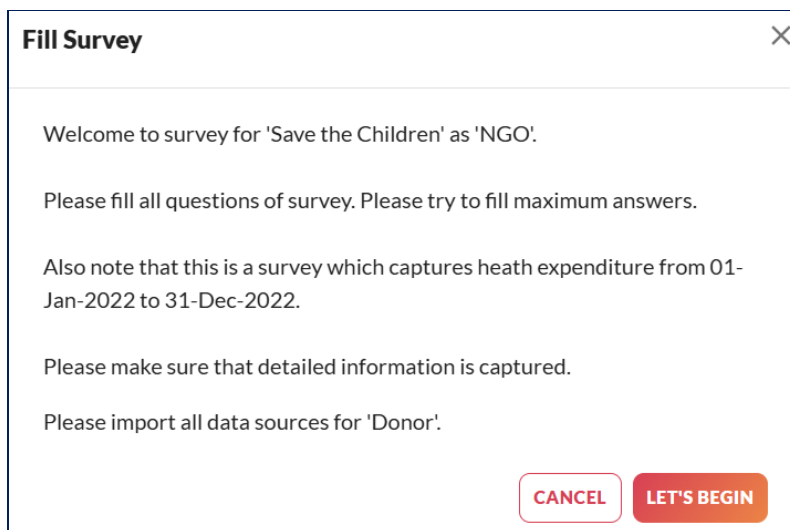 Fill Survey
Welcome to survey for 'Save the Children' as 'NGO'.
Please fill all questions of survey. Please try to fill maximum answers.
Also note that this is a survey which captures heath expenditure from 01-
Jan-2022 to 31-Dec-2022.
Please make sure that detailed information is captured.
Please import all data sources for 'Donor'.
CANCEL LET'S BEGIN